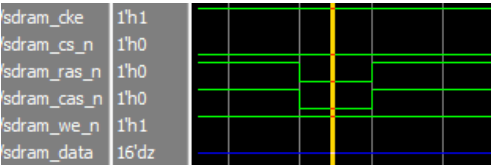 /sdram_cke 1'h1
/sdram_cs_n 1'h0
/sdram_ras_n 1'h0
/sdram_cas_n 1'h0
/sdram_we_n 1'h1
/sdram_data 16'dz